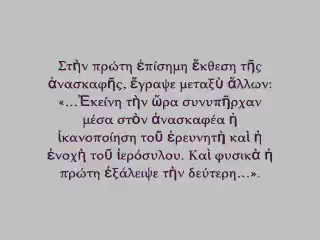 Στὴν πρώτη ἐπίσημη ἔκθεση τῆς
ἀνασκαφῆς, ἔγραψε μεταξὺ ἄλλων:
«...Ἐκείνη τὴν ὥρα συνυπῆρχαν
μέσα στὸν ἀνασκαφέα ἡ
ἱκανοποίηση τοῦ ἐρευνητῆ καὶ ἡ
ἐνοχὴ τοῦ ἱερόσυλου. Καὶ φυσικὰ ἡ
πρώτη ἐξάλειψε τὴν δεύτερη...».